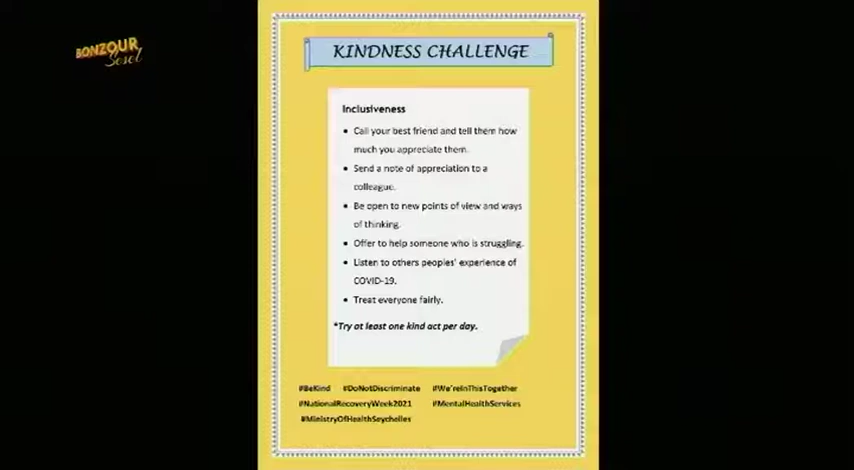 BONZOUR
Sesel
KINDNESS CHALLENGE
Inclusiveness
• Call your best friend and tell them how
much you appreciate them.
• Send a note of appreciation to a
colleague.
• Be open to new points of view and ways
of thinking.
• Offer to help someone who is struggling.
• Listen to others peoples' experience of
COVID-19.
• Treat everyone fairly.
*Try at least one kind act per day.
#BeKind #DoNotDiscriminate #We'reInThisTogether
#NationalRecoveryWeek2021 #MentalHealthServices
#MinistryOfHealthSeychelles